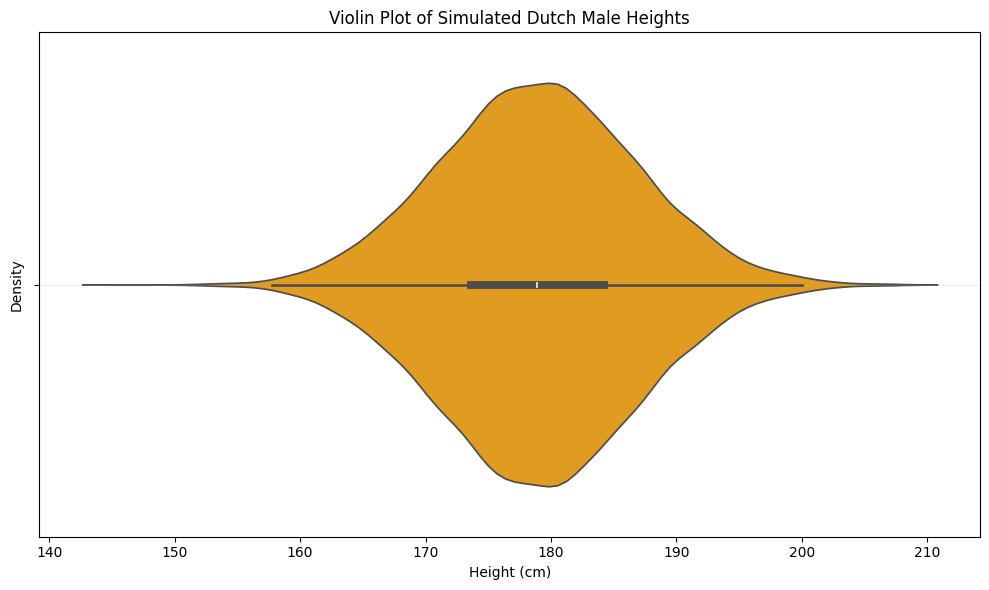 Violin Plot of Simulated Dutch Male Heights
Density
140 150 160 170 180 190 200 210
Height (cm)